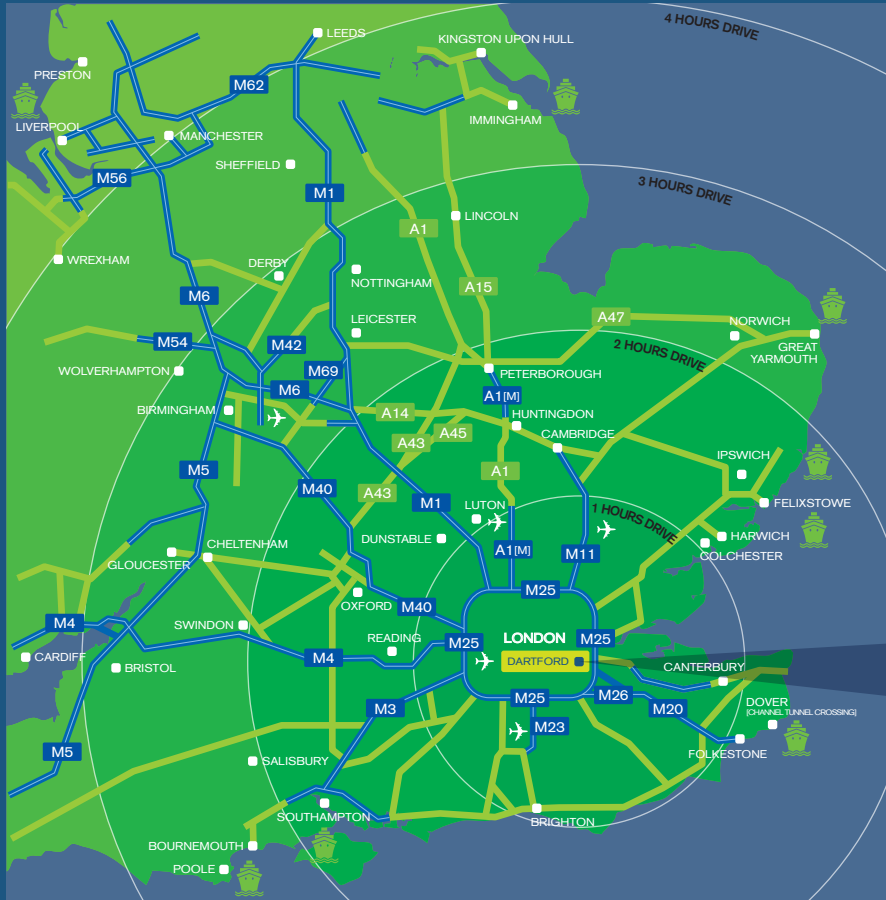 4 HOURS DRIVE
LEEDS
KINGSTON UPON HULL
PRESTON
M62
IMMINGHAM
LIVERPOOL
MANCHESTER
SHEFFIELD
M56
M1
3 HOURS DRIVE
LINCOLN
A1
WREXHAM
DERBY
NOTTINGHAM
A15
M6
LEICESTER
A47
NORWICH
M54
M42
2 HOURS DRIVE
GREAT
YARMOUTH
WOLVERHAMPTON
M69
PETERBOROUGH
M6
A1[M]
BIRMINGHAM
A14
HUNTINGDON
A43
A45
CAMBRIDGE
M5
A1
IPSWICH
M40
A43
M1
LUTON
1 HOURS DRIVE
FELIXSTOWE
DUNSTABLE
HARWICH
CHELTENHAM
A1[M]
M11
COLCHESTER
GLOUCESTER
M25
OXFORD
M40
M4
SWINDON
READING
M25
LONDON
M25
CARDIFF
M4
DARTFORD
CANTERBURY
BRISTOL
M25
M26
M3
M20
DOVER
[CHANNEL TUNNEL CROSSING]
M23
M5
FOLKESTONE
SALISBURY
SOUTHAMPTON
BRIGHTON
BOURNEMOUTH
POOLE